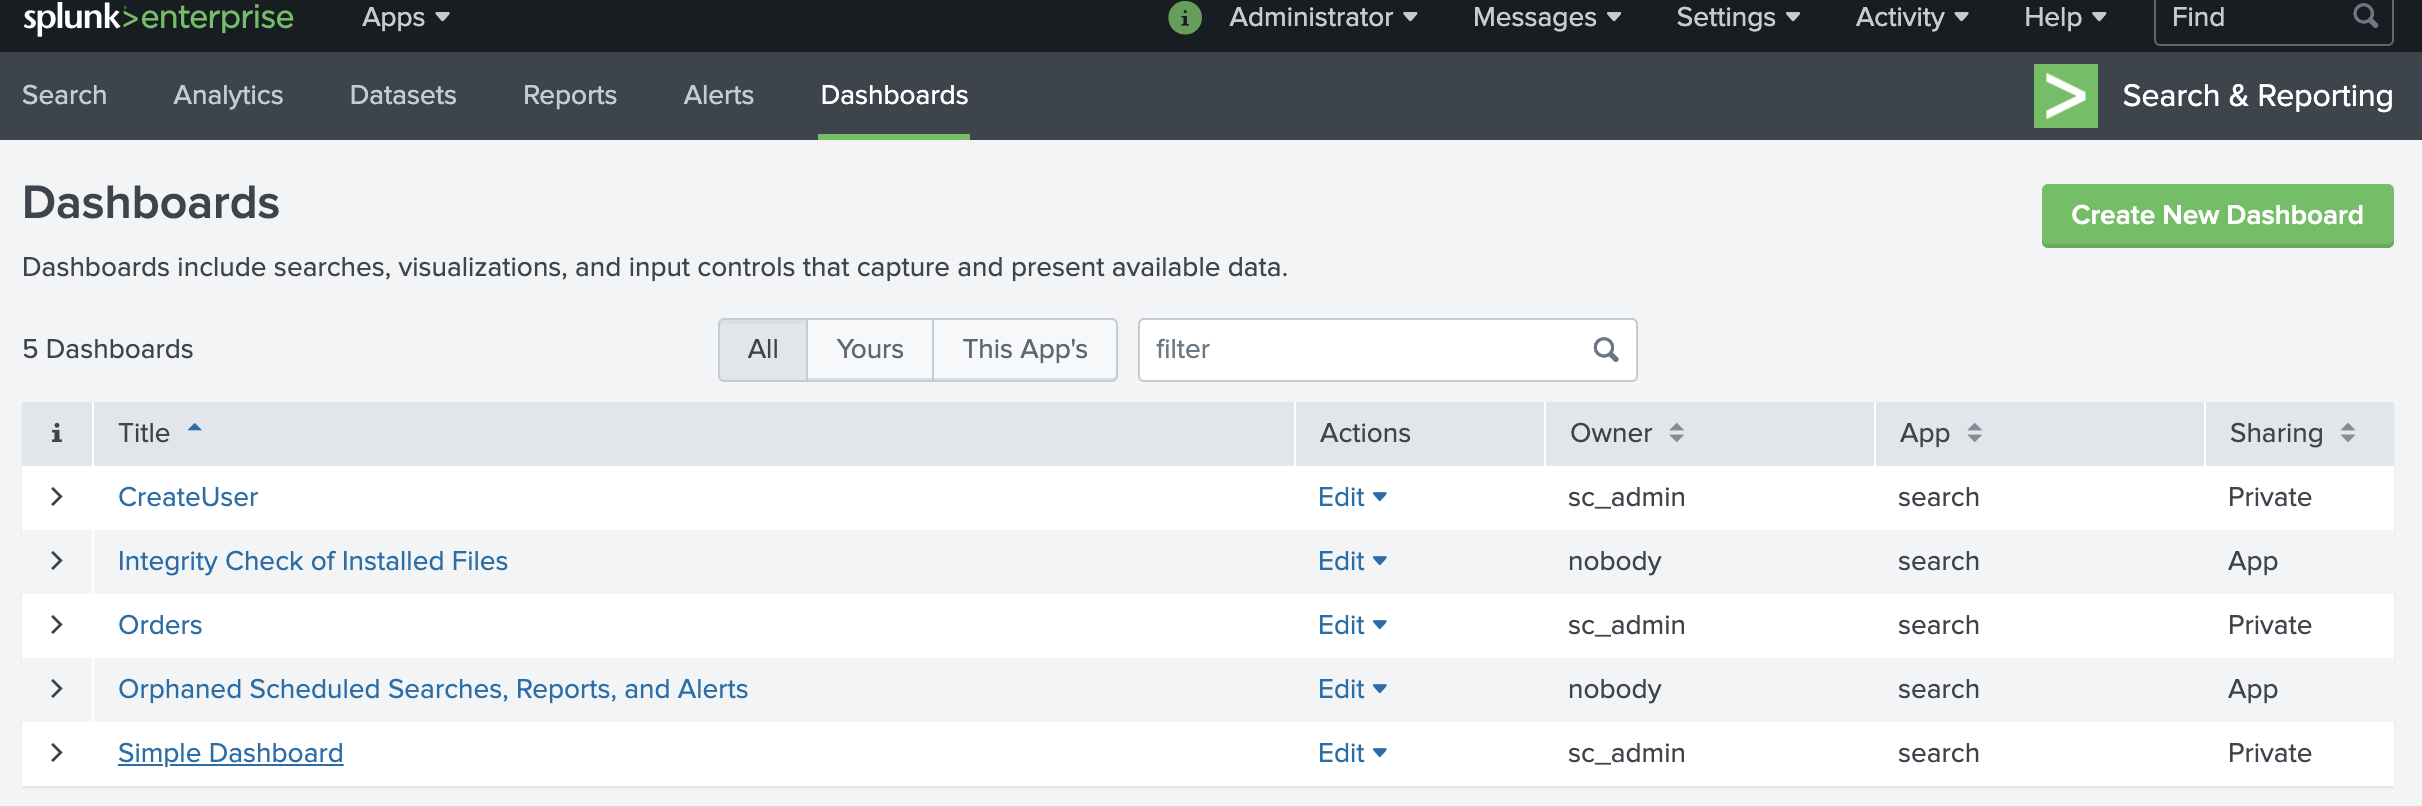 splunk>enterprise Apps Administrator Messages Settings Activity Help Find
Search Analytics Datasets Reports Alerts Dashboards Search & Reporting
Dashboards
Create New Dashboard
Dashboards include searches, visualizations, and input controls that capture and present available data.
5 Dashboards All Yours This App's filter
i Title Actions Owner App Sharing
CreateUser Edit sc_admin search Private
Integrity Check of Installed Files Edit nobody search App
Orders Edit sc_admin search Private
Orphaned Scheduled Searches, Reports, and Alerts Edit nobody search App
Simple Dashboard Edit sc_admin search Private